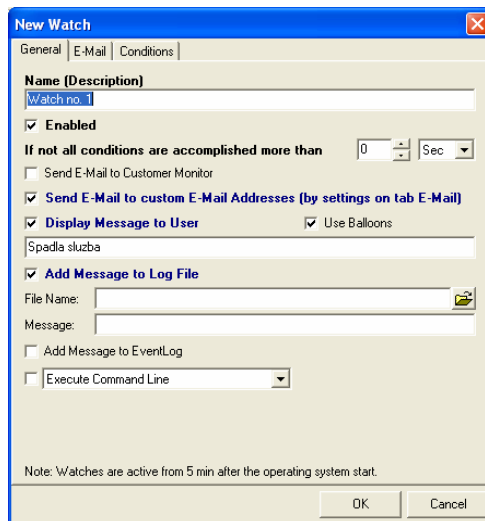 New Watch
General E-Mail Conditions
Name (Description)
Watch no. 1
Enabled
If not all conditions are accomplished more than 0 Sec
Send E-Mail to Customer Monitor
Send E-Mail to custom E-Mail Addresses (by settings on tab E-Mail)
Display Message to User Use Balloons
Spadla sluzba
Add Message to Log File
File Name:
Message:
Add Message to EventLog
Execute Command Line
Note: Watches are active from 5 min after the operating system start.
OK Cancel